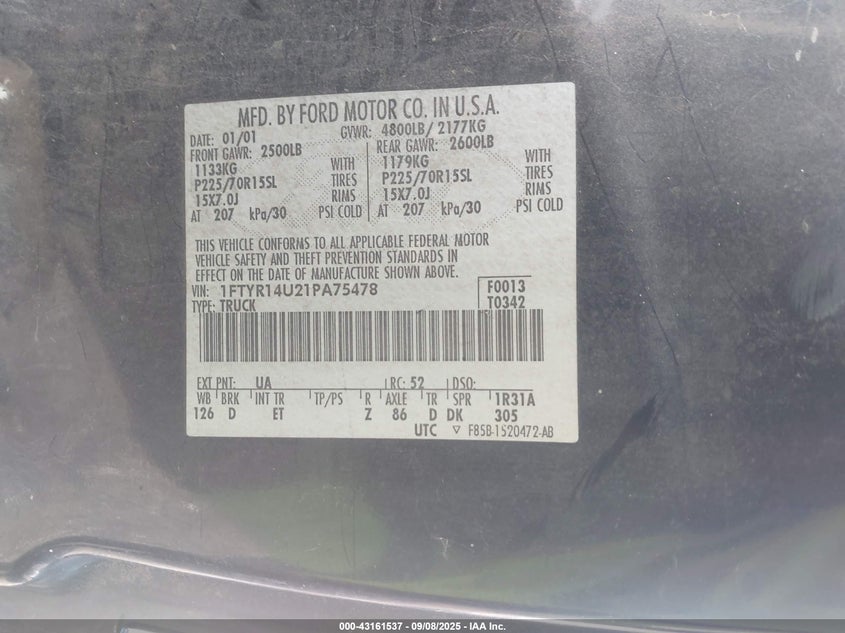 MFD. BY FORD MOTOR CO. IN U.S.A.
DATE: 01/01 GVWR: 4800LB/ 2177KG
FRONT GAWR: 2500LB REAR GAWR: 2600LB
1133KG WITH 1179KG WITH
P225/70R15SL TIRES P225/70R15SL TIRES
15X7.0J RIMS 15X7.0J RIMS
AT 207 kPa/30 PSI COLD AT 207 kPa/30 PSI COLD
THIS VEHICLE CONFORMS TO ALL APPLICABLE FEDERAL MOTOR
VEHICLE SAFETY AND THEFT PREVENTION STANDARDS IN
EFFECT ON THE DATE OF MANUFACTURE SHOWN ABOVE.
VIN: 1FTYR14U21PA75478 F0013
TYPE: TRUCK T0342
EXT PNT: UA RC: 52 DSO:
WB BRK INT TR TP/PS R AXLE TR SPR 1R31A
126 D ET Z 86 D DK 305
UTC ▽ F85B-1520472-AB
000-43161537 - 09/08/2025 - IAA Inc.